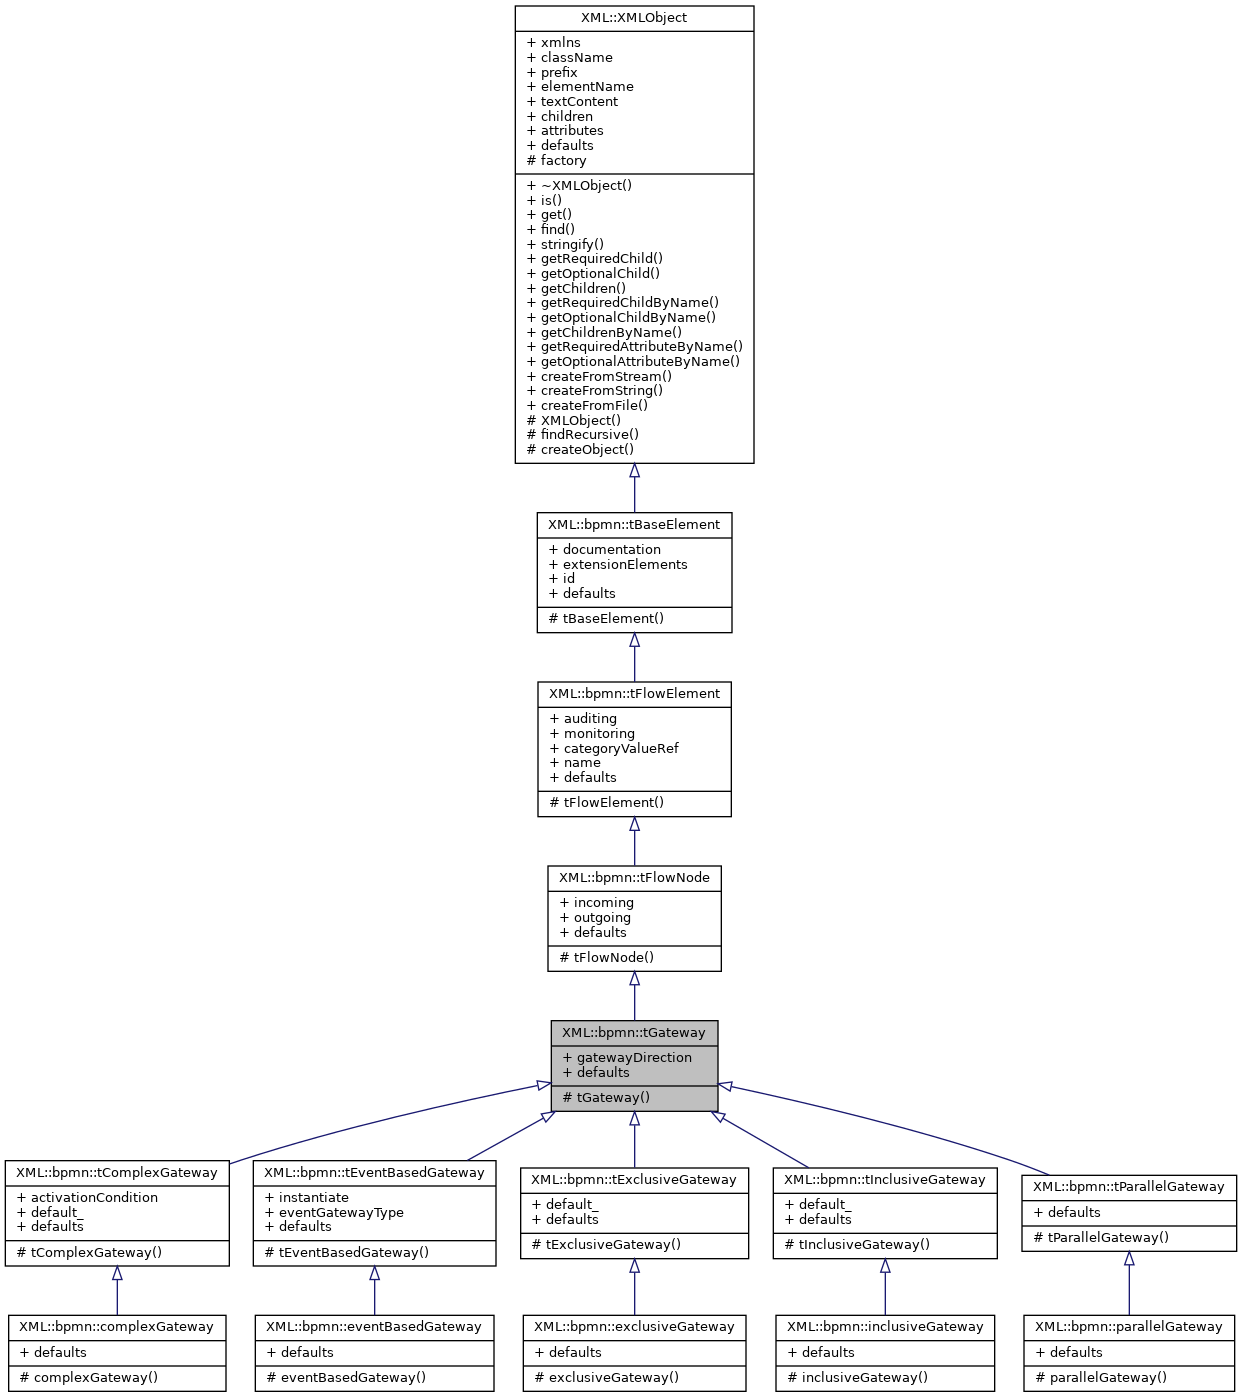 XML::XMLObject
+ xmlns
+ className
+ prefix
+ elementName
+ textContent
+ children
+ attributes
+ defaults
# factory
+ ~XMLObject()
+ is()
+ get()
+ find()
+ stringify()
+ getRequiredChild()
+ getOptionalChild()
+ getChildren()
+ getRequiredChildByName()
+ getOptionalChildByName()
+ getChildrenByName()
+ getRequiredAttributeByName()
+ getOptionalAttributeByName()
+ createFromStream()
+ createFromString()
+ createFromFile()
# XMLObject()
# findRecursive()
# createObject()
XML::bpmn::tBaseElement
+ documentation
+ extensionElements
+ id
+ defaults
# tBaseElement()
XML::bpmn::tFlowElement
+ auditing
+ monitoring
+ categoryValueRef
+ name
+ defaults
# tFlowElement()
XML::bpmn::tFlowNode
+ incoming
+ outgoing
+ defaults
# tFlowNode()
XML::bpmn::tGateway
+ gatewayDirection
+ defaults
# tGateway()
XML::bpmn::tComplexGateway
+ activationCondition
+ default_
+ defaults
# tComplexGateway()
XML::bpmn::tEventBasedGateway
+ instantiate
+ eventGatewayType
+ defaults
# tEventBasedGateway()
XML::bpmn::tExclusiveGateway
+ default_
+ defaults
# tExclusiveGateway()
XML::bpmn::tInclusiveGateway
+ default_
+ defaults
# tInclusiveGateway()
XML::bpmn::tParallelGateway
+ defaults
# tParallelGateway()
XML::bpmn::complexGateway
+ defaults
# complexGateway()
XML::bpmn::eventBasedGateway
+ defaults
# eventBasedGateway()
XML::bpmn::exclusiveGateway
+ defaults
# exclusiveGateway()
XML::bpmn::inclusiveGateway
+ defaults
# inclusiveGateway()
XML::bpmn::parallelGateway
+ defaults
# parallelGateway()